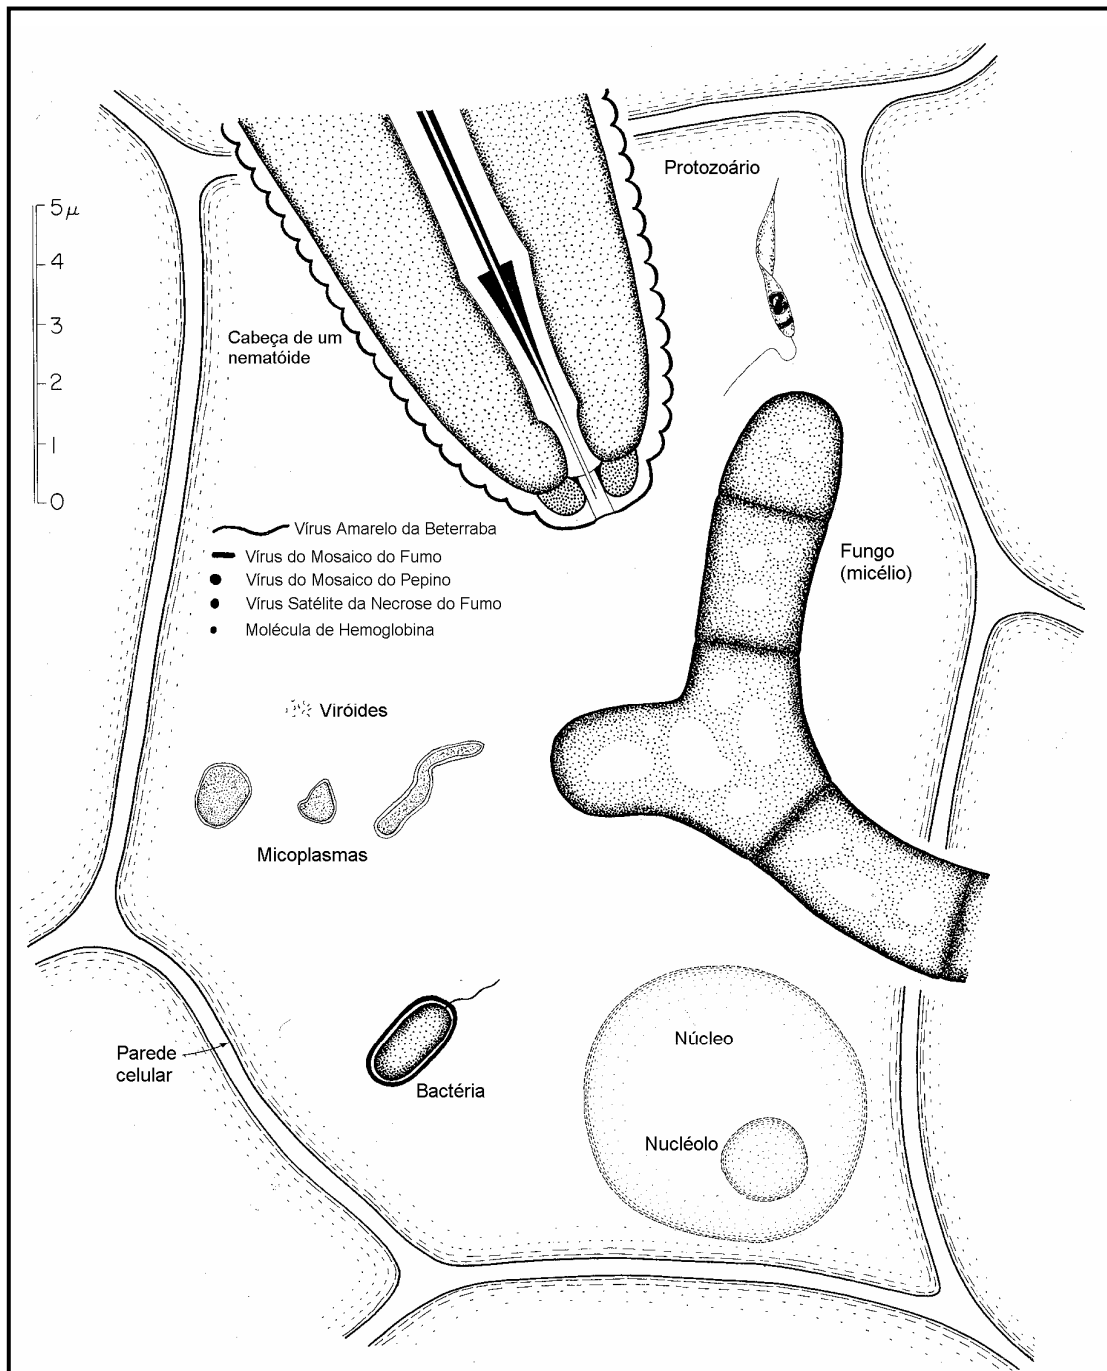 Protozoário
5μ
4
3
2
1
0
Cabeça de um
nematóide
Vírus Amarelo da Beterraba
Vírus do Mosaico do Fumo
Vírus do Mosaico do Pepino
Vírus Satélite da Necrose do Fumo
Molécula de Hemoglobina
Fungo
(micélio)
Viróides
Micoplasmas
Parede
celular
Bactéria
Núcleo
Nucléolo